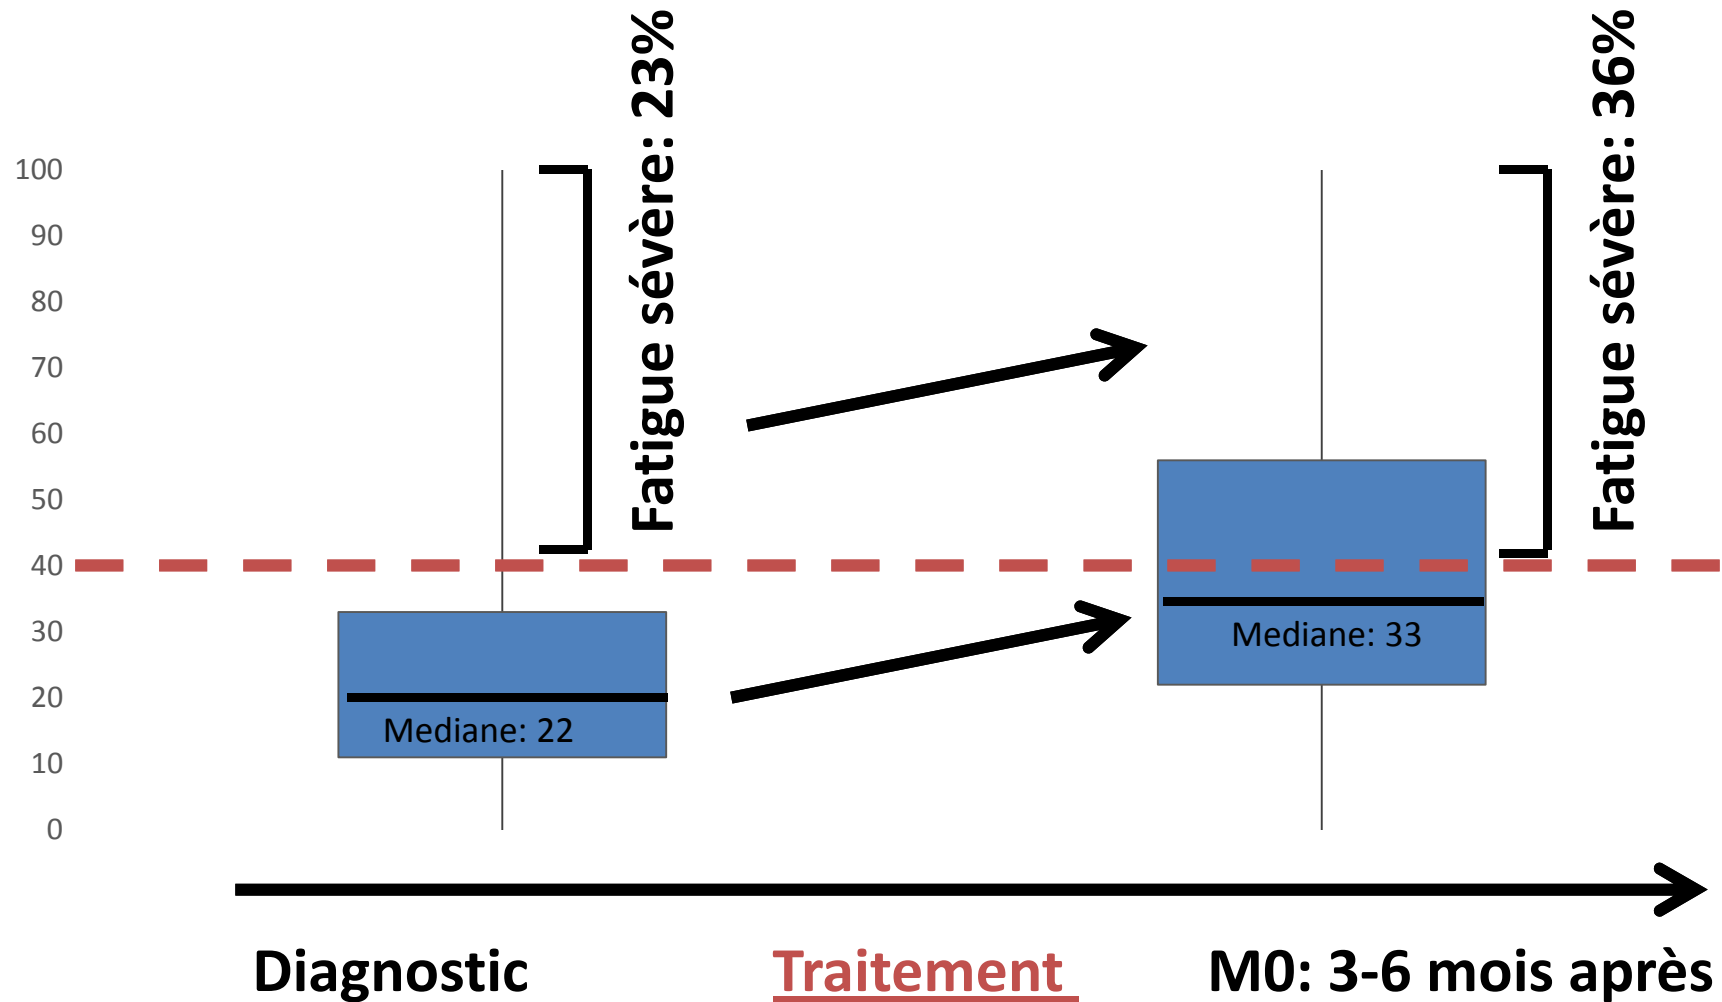 Fatigue sévère: 23%
Fatigue sévère: 36%
100
90
80
70
60
50
40
30
20
10
0
Mediane: 22
Mediane: 33
Diagnostic
Traitement
M0: 3-6 mois après